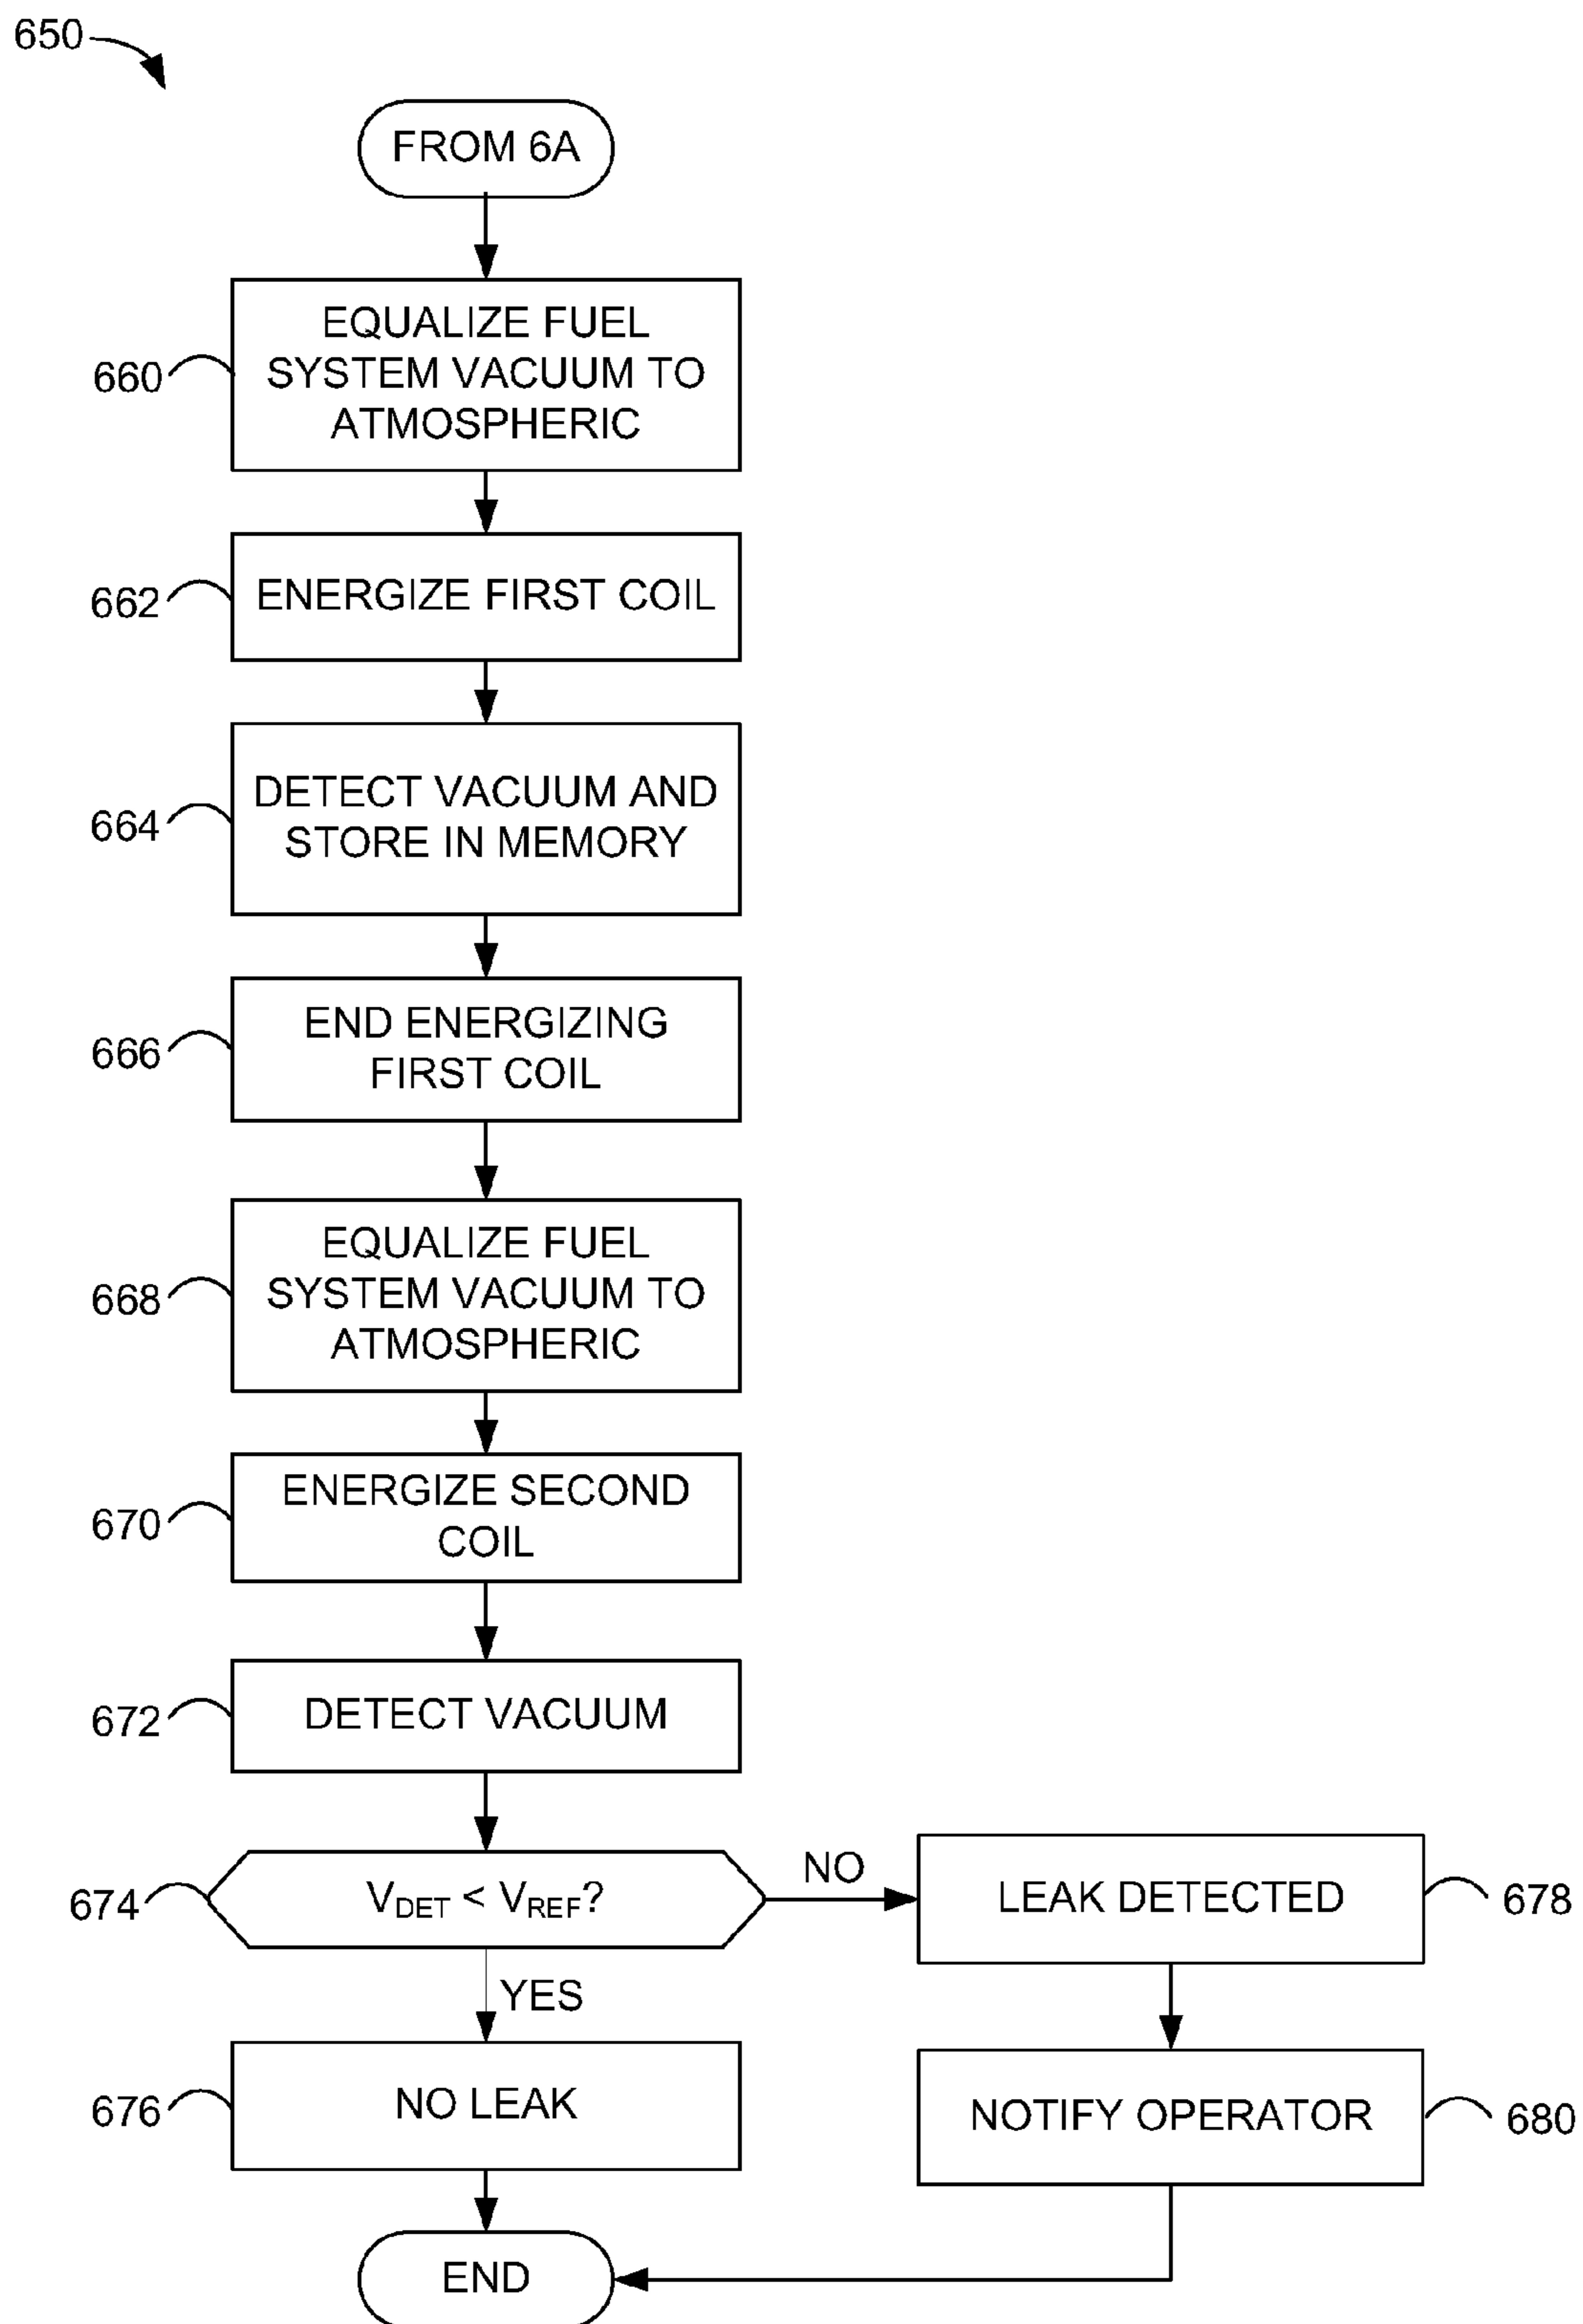 650
FROM 6A
EQUALIZE FUEL
SYSTEM VACUUM TO
ATMOSPHERIC
660
ENERGIZE FIRST COIL
662
DETECT VACUUM AND
STORE IN MEMORY
664
END ENERGIZING
FIRST COIL
666
EQUALIZE FUEL
SYSTEM VACUUM TO
ATMOSPHERIC
668
ENERGIZE SECOND
COIL
670
DETECT VACUUM
672
V_DET < V_REF?
674
NO
LEAK DETECTED
678
YES
NO LEAK
676
NOTIFY OPERATOR
680
END